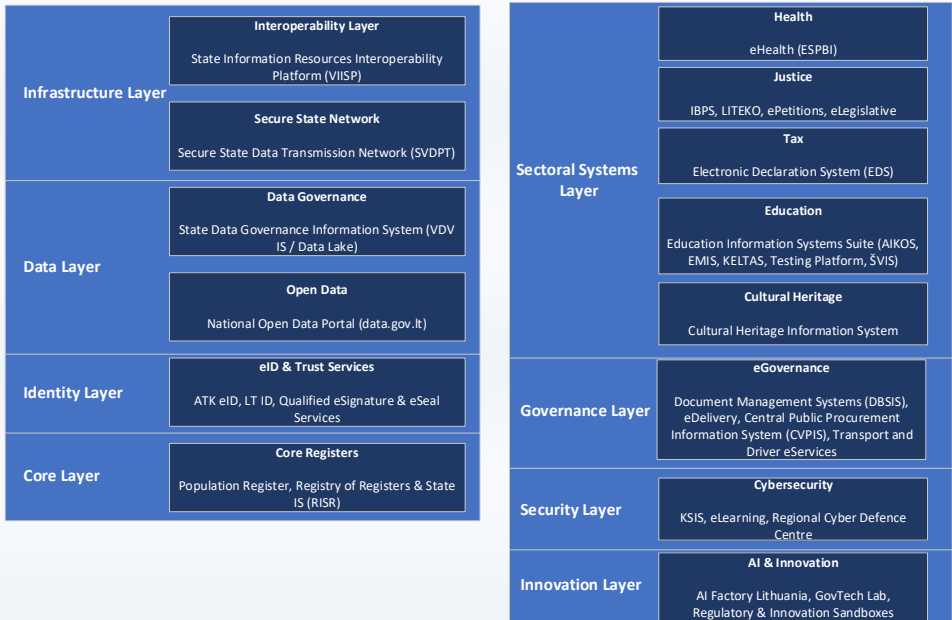 Infrastructure Layer
Interoperability Layer
State Information Resources Interoperability
Platform (VIISP)
Secure State Network
Secure State Data Transmission Network (SVDPT)
Data Layer
Data Governance
State Data Governance Information System (VDV
IS / Data Lake)
Open Data
National Open Data Portal (data.gov.lt)
Identity Layer
eID & Trust Services
ATK eID, LT ID, Qualified eSignature & eSeal
Services
Core Layer
Core Registers
Population Register, Registry of Registers & State
IS (RISR)
Sectoral Systems
Layer
Health
eHealth (ESPBI)
Justice
IBPS, LITEKO, ePetitions, eLegislative
Tax
Electronic Declaration System (EDS)
Education
Education Information Systems Suite (AIKOS,
EMIS, KELTAS, Testing Platform, ŠVIS)
Cultural Heritage
Cultural Heritage Information System
Governance Layer
eGovernance
Document Management Systems (DBSIS),
eDelivery, Central Public Procurement
Information System (CVPIS), Transport and
Driver eServices
Security Layer
Cybersecurity
KSIS, eLearning, Regional Cyber Defence
Centre
Innovation Layer
AI & Innovation
AI Factory Lithuania, GovTech Lab,
Regulatory & Innovation Sandboxes